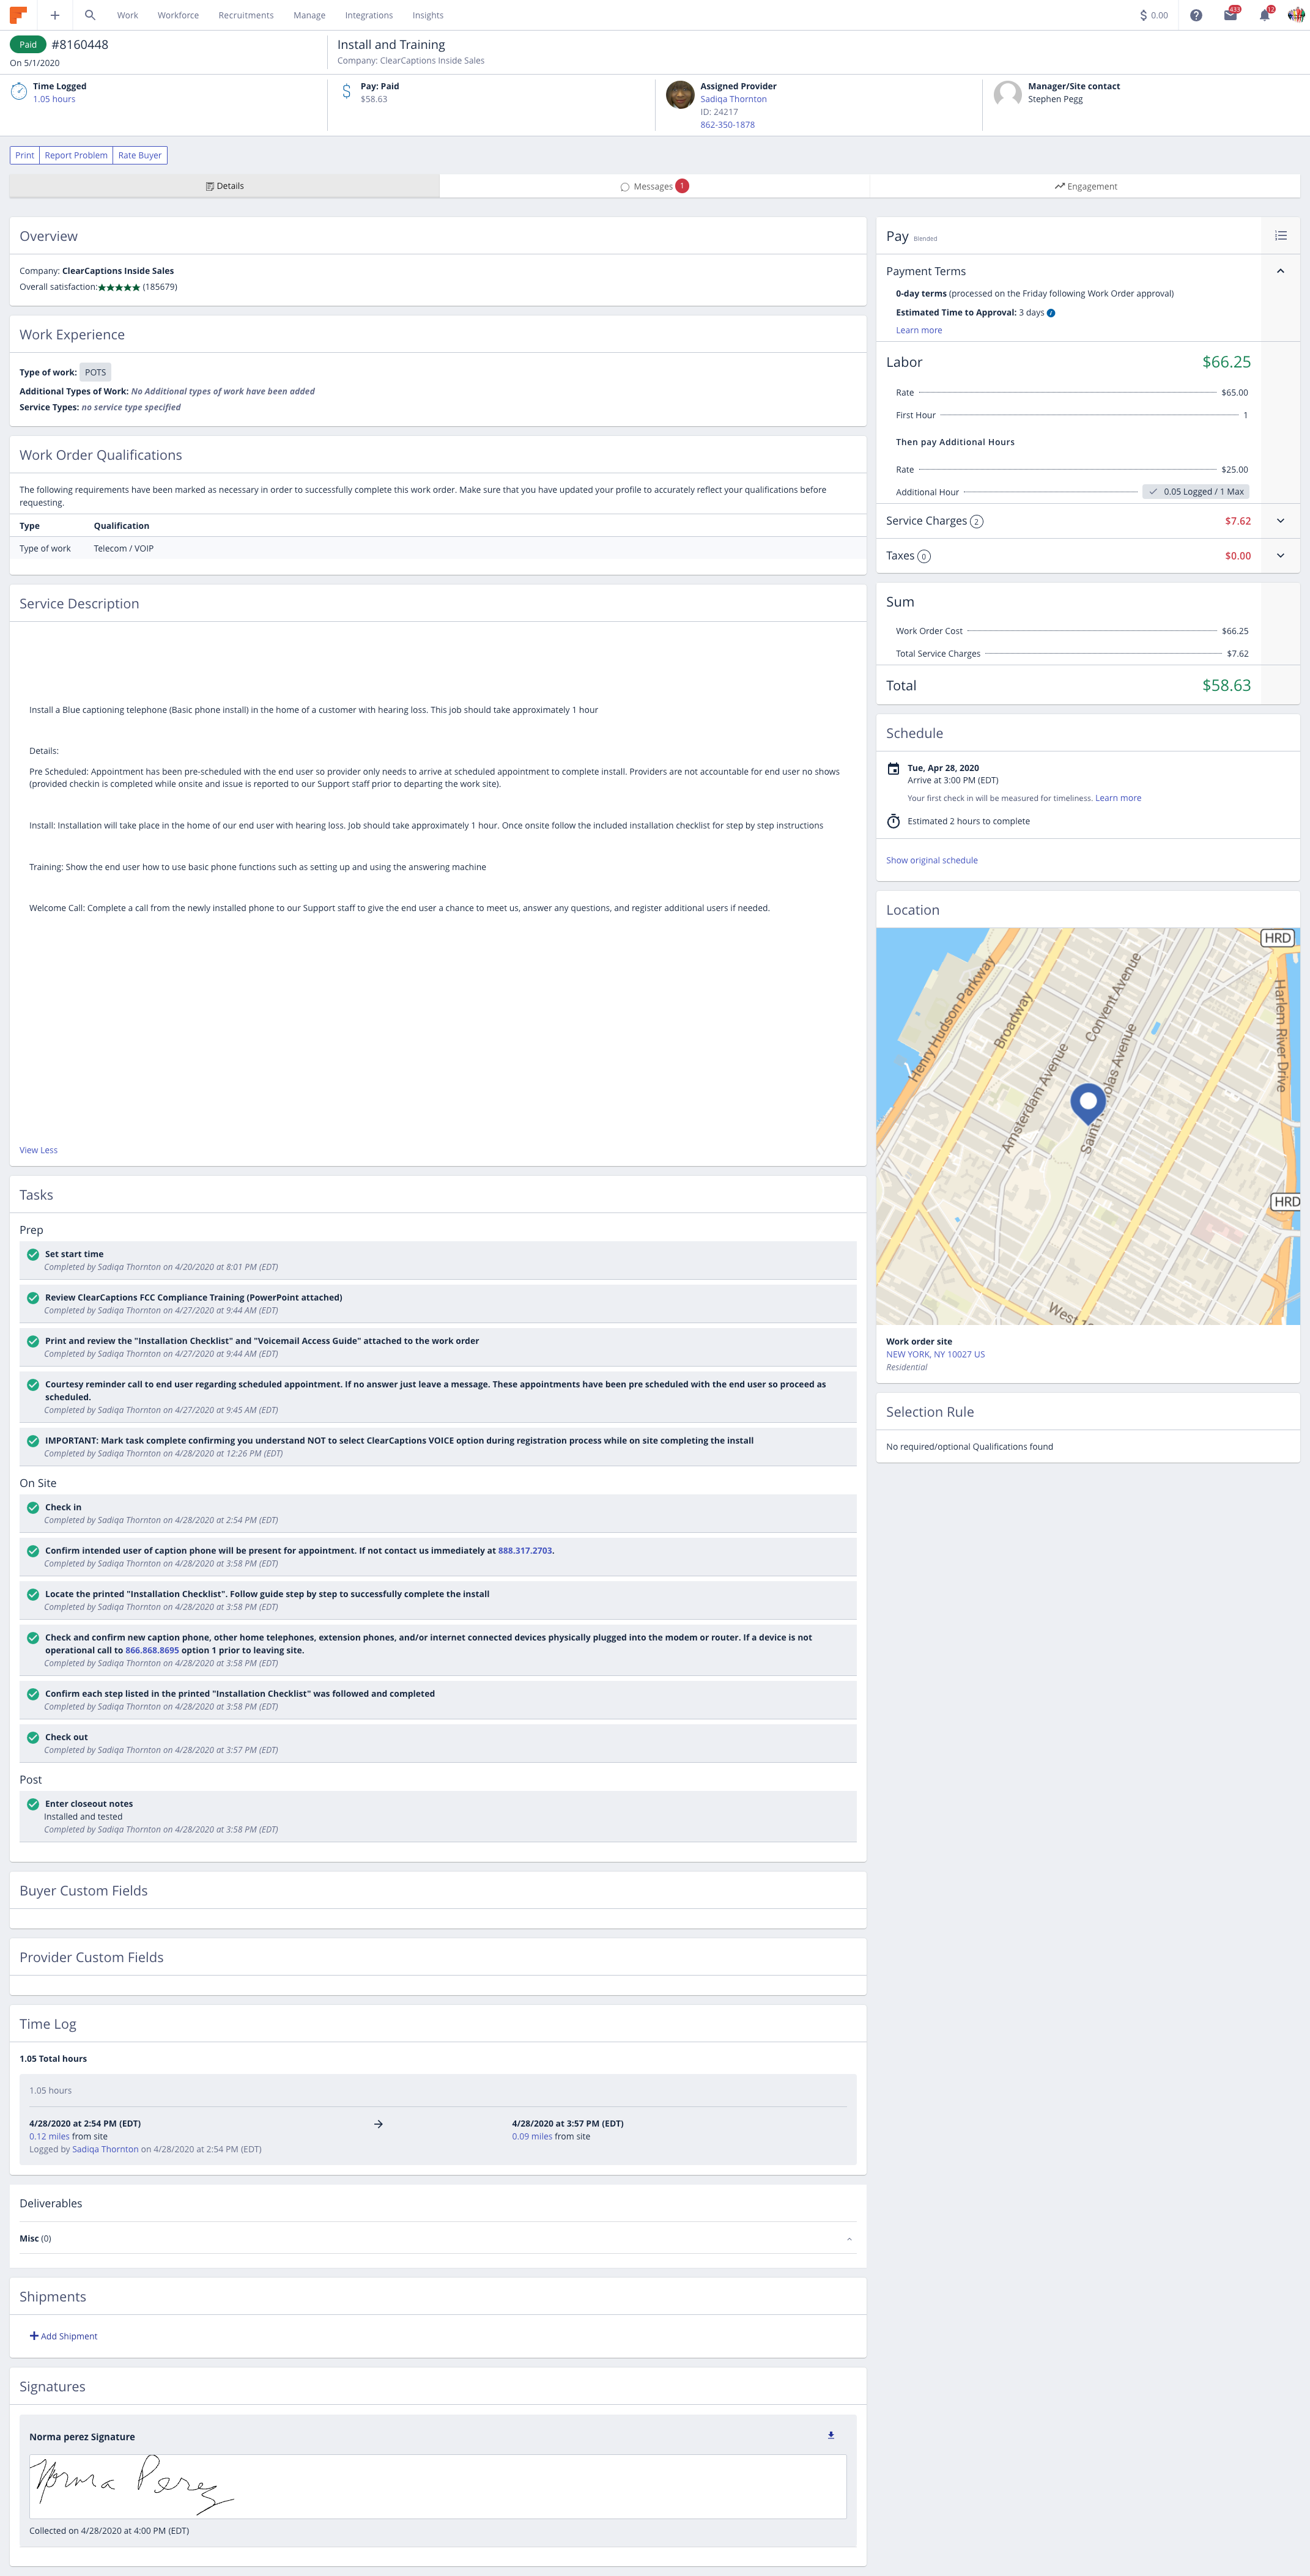 Work Workforce Recruitments Manage Integrations Insights $ 0.00 433 12
Paid #8160448
On 5/1/2020
Install and Training
Company: ClearCaptions Inside Sales
Time Logged
1.05 hours
Pay: Paid
$58.63
Assigned Provider
Sadiqa Thornton
ID: 24217
862-350-1878
Manager/Site contact
Stephen Pegg
Print Report Problem Rate Buyer
Details Messages 1 Engagement
Overview
Company: ClearCaptions Inside Sales
Overall satisfaction:★★★★★ (185679)
Work Experience
Type of work: POTS
Additional Types of Work: No Additional types of work have been added
Service Types: no service type specified
Work Order Qualifications
The following requirements have been marked as necessary in order to successfully complete this work order. Make sure that you have updated your profile to accurately reflect your qualifications before
requesting.
Type Qualification
Type of work Telecom / VOIP
Service Description
Install a Blue captioning telephone (Basic phone install) in the home of a customer with hearing loss. This job should take approximately 1 hour
Details:
Pre Scheduled: Appointment has been pre-scheduled with the end user so provider only needs to arrive at scheduled appointment to complete install. Providers are not accountable for end user no shows
(provided checkin is completed while onsite and issue is reported to our Support staff prior to departing the work site).
Install: Installation will take place in the home of our end user with hearing loss. Job should take approximately 1 hour. Once onsite follow the included installation checklist for step by step instructions
Training: Show the end user how to use basic phone functions such as setting up and using the answering machine
Welcome Call: Complete a call from the newly installed phone to our Support staff to give the end user a chance to meet us, answer any questions, and register additional users if needed.
View Less
Tasks
Prep
Set start time
Completed by Sadiqa Thornton on 4/20/2020 at 8:01 PM (EDT)
Review ClearCaptions FCC Compliance Training (PowerPoint attached)
Completed by Sadiqa Thornton on 4/27/2020 at 9:44 AM (EDT)
Print and review the "Installation Checklist" and "Voicemail Access Guide" attached to the work order
Completed by Sadiqa Thornton on 4/27/2020 at 9:44 AM (EDT)
Courtesy reminder call to end user regarding scheduled appointment. If no answer just leave a message. These appointments have been pre scheduled with the end user so proceed as
scheduled.
Completed by Sadiqa Thornton on 4/27/2020 at 9:45 AM (EDT)
IMPORTANT: Mark task complete confirming you understand NOT to select ClearCaptions VOICE option during registration process while on site completing the install
Completed by Sadiqa Thornton on 4/28/2020 at 12:26 PM (EDT)
On Site
Check in
Completed by Sadiqa Thornton on 4/28/2020 at 2:54 PM (EDT)
Confirm intended user of caption phone will be present for appointment. If not contact us immediately at 888.317.2703.
Completed by Sadiqa Thornton on 4/28/2020 at 3:58 PM (EDT)
Locate the printed "Installation Checklist". Follow guide step by step to successfully complete the install
Completed by Sadiqa Thornton on 4/28/2020 at 3:58 PM (EDT)
Check and confirm new caption phone, other home telephones, extension phones, and/or internet connected devices physically plugged into the modem or router. If a device is not
operational call to 866.868.8695 option 1 prior to leaving site.
Completed by Sadiqa Thornton on 4/28/2020 at 3:58 PM (EDT)
Confirm each step listed in the printed "Installation Checklist" was followed and completed
Completed by Sadiqa Thornton on 4/28/2020 at 3:58 PM (EDT)
Check out
Completed by Sadiqa Thornton on 4/28/2020 at 3:57 PM (EDT)
Post
Enter closeout notes
Installed and tested
Completed by Sadiqa Thornton on 4/28/2020 at 3:58 PM (EDT)
Buyer Custom Fields
Provider Custom Fields
Time Log
1.05 Total hours
1.05 hours
4/28/2020 at 2:54 PM (EDT) 4/28/2020 at 3:57 PM (EDT)
0.12 miles from site 0.09 miles from site
Logged by Sadiqa Thornton on 4/28/2020 at 2:54 PM (EDT)
Deliverables
Misc (0)
Shipments
Add Shipment
Signatures
Norma perez Signature
Norma Perez
Collected on 4/28/2020 at 4:00 PM (EDT)
Pay Blended
Payment Terms
0-day terms (processed on the Friday following Work Order approval)
Estimated Time to Approval: 3 days
Learn more
Labor $66.25
Rate $65.00
First Hour 1
Then pay Additional Hours
Rate $25.00
Additional Hour 0.05 Logged / 1 Max
Service Charges 2 $7.62
Taxes 0 $0.00
Sum
Work Order Cost $66.25
Total Service Charges $7.62
Total $58.63
Schedule
Tue, Apr 28, 2020
Arrive at 3:00 PM (EDT)
Your first check in will be measured for timeliness. Learn more
Estimated 2 hours to complete
Show original schedule
Location
HRD
Henry Hudson Parkway
Broadway
Convent Avenue
Harlem River Drive
Amsterdam Avenue
HRD
Work order site
NEW YORK, NY 10027 US
Residential
Selection Rule
No required/optional Qualifications found